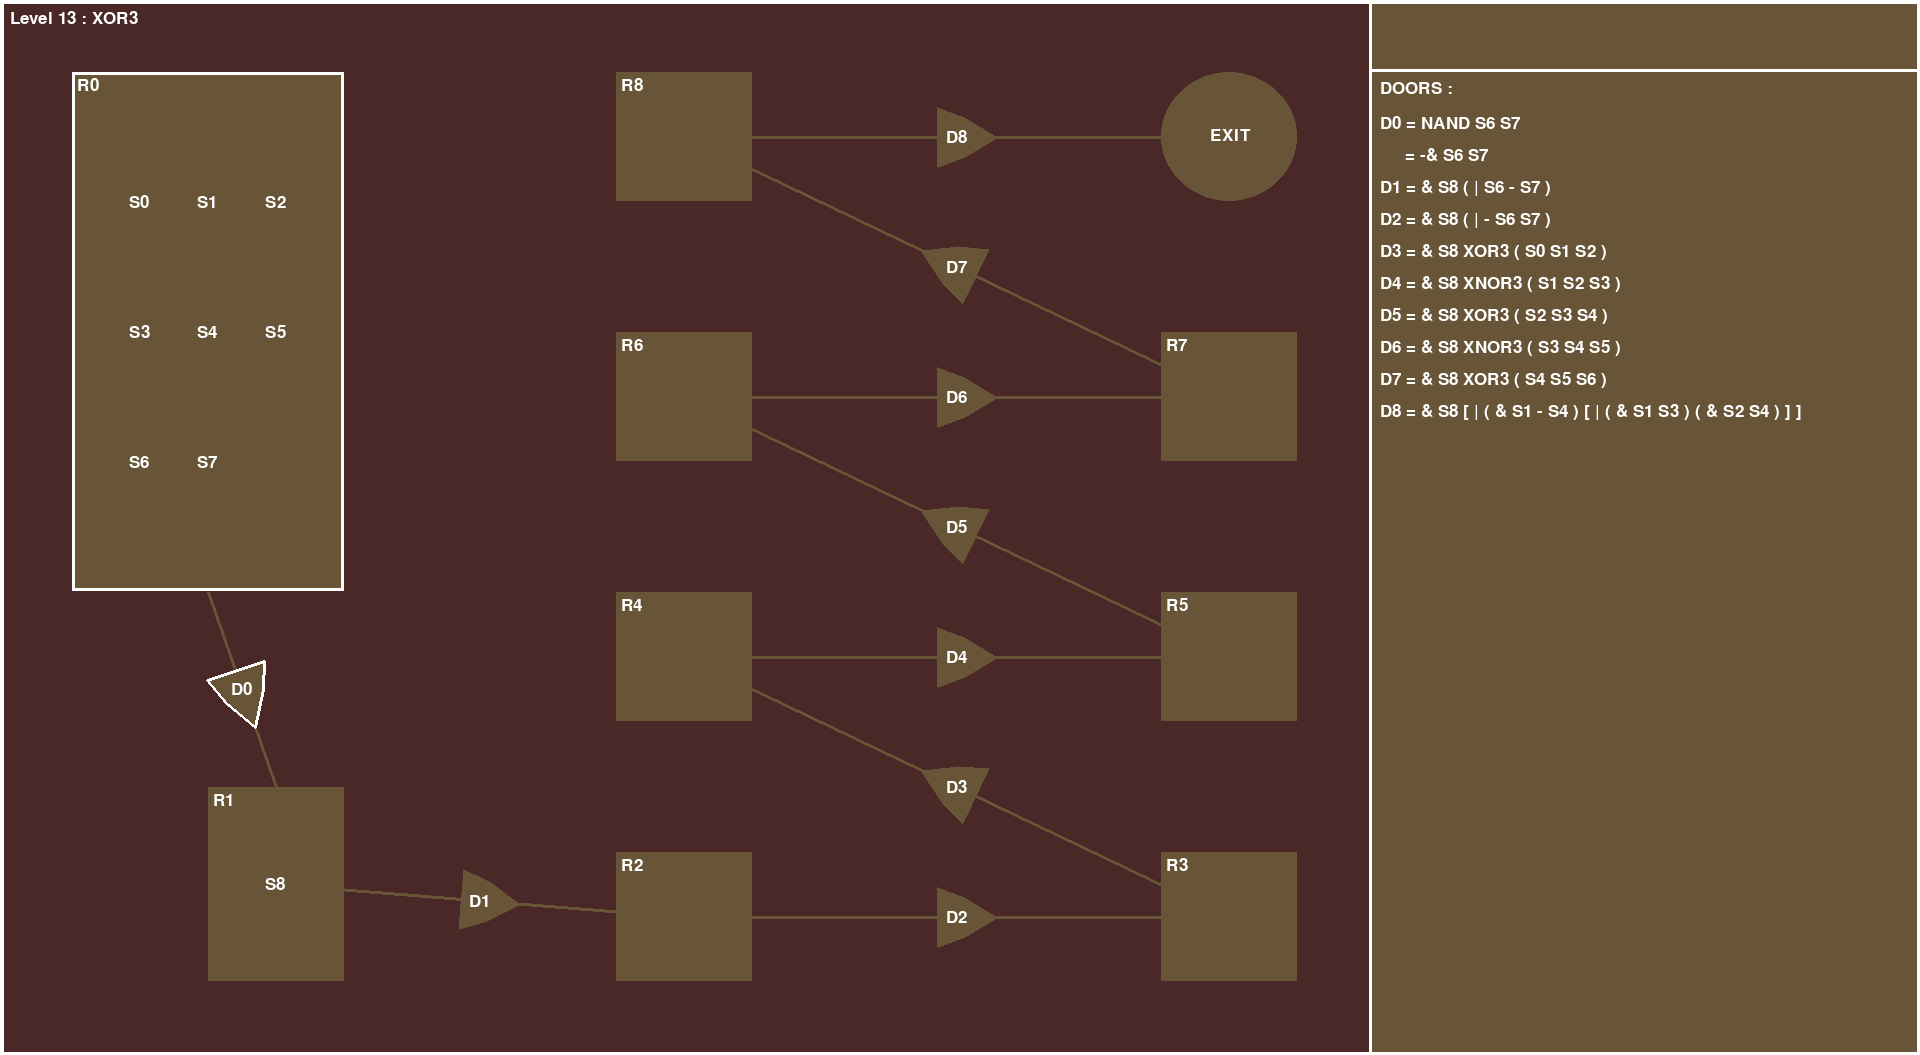 Level 13 : XOR3
R0
S0 S1 S2
S3 S4 S5
S6 S7
D0
R1
S8
D1
R8
D8
EXIT
D7
R6
D6
R7
D5
R4
D4
R5
D3
R2
D2
R3
DOORS :
D0 = NAND S6 S7
= -& S6 S7
D1 = & S8 ( | S6 - S7 )
D2 = & S8 ( | - S6 S7 )
D3 = & S8 XOR3 ( S0 S1 S2 )
D4 = & S8 XNOR3 ( S1 S2 S3 )
D5 = & S8 XOR3 ( S2 S3 S4 )
D6 = & S8 XNOR3 ( S3 S4 S5 )
D7 = & S8 XOR3 ( S4 S5 S6 )
D8 = & S8 [ | ( & S1 - S4 ) [ | ( & S1 S3 ) ( & S2 S4 ) ] ]